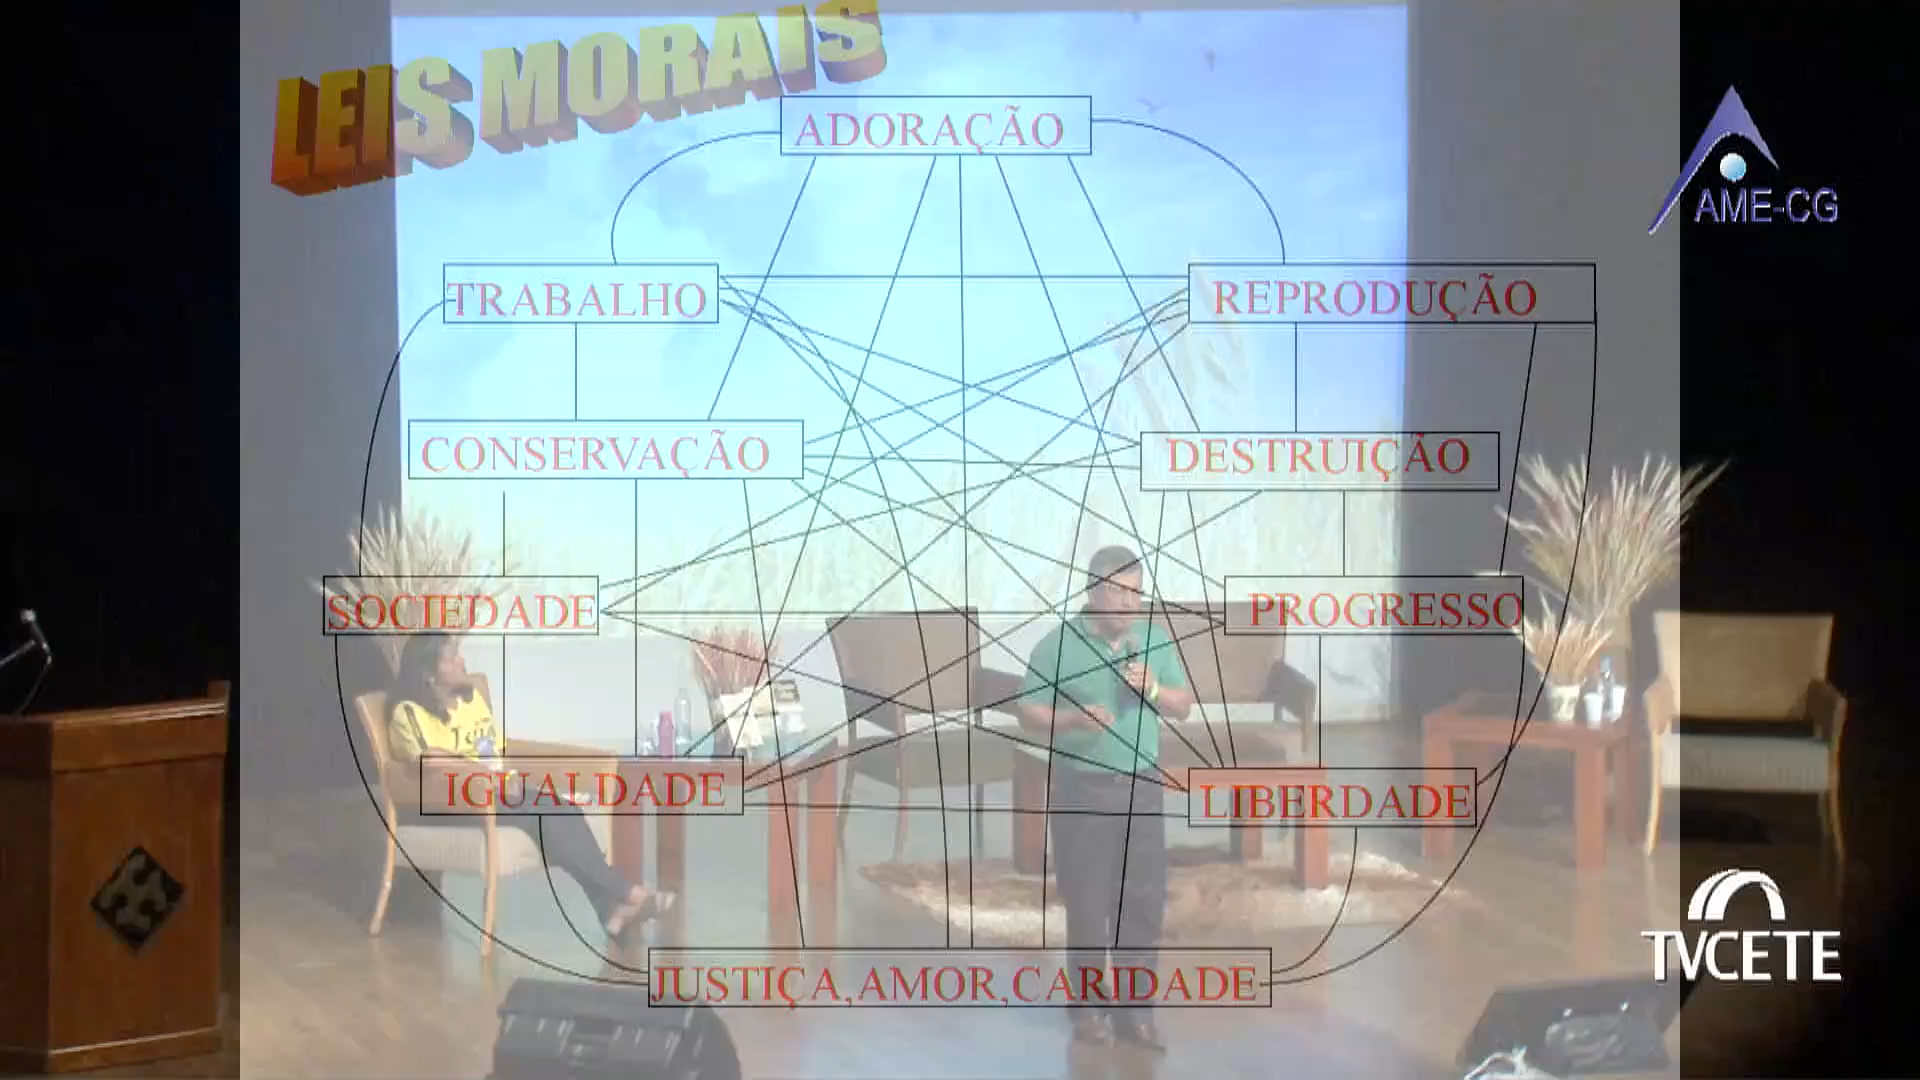 LEIS MORAIS
ADORAÇÃO
AME-CG
TRABALHO
REPRODUÇÃO
CONSERVAÇÃO
DESTRUIÇÃO
SOCIEDADE
PROGRESSO
IGUALDADE
LIBERDADE
JUSTIÇA,AMOR,CARIDADE
TVCETE